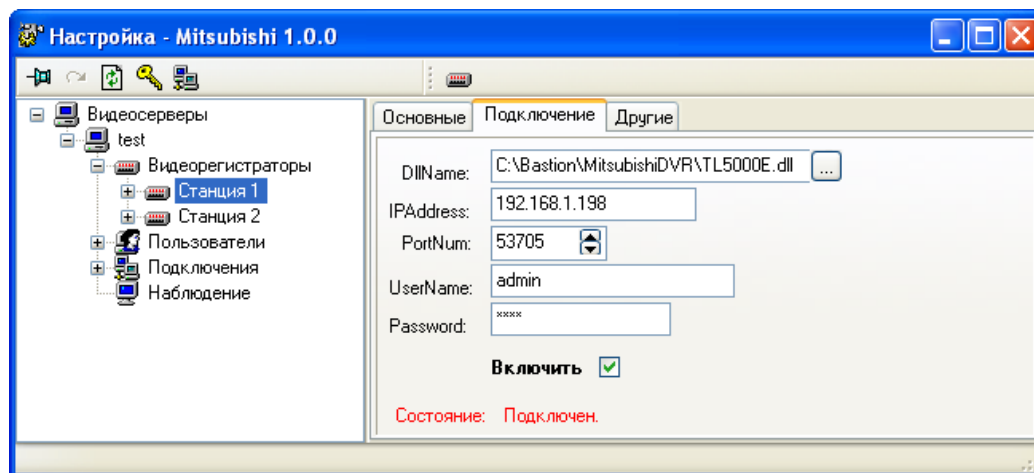 Настройка - Mitsubishi 1.0.0
Видеосерверы
test
Видеорегистраторы
Станция 1
Станция 2
Пользователи
Подключения
Наблюдение
Основные Подключение Другие
DllName: C:\Bastion\MitsubishiDVR\TL5000E.dll ...
IPAddress: 192.168.1.198
PortNum: 53705
UserName: admin
Password: ××××
Включить
Состояние: Подключен.